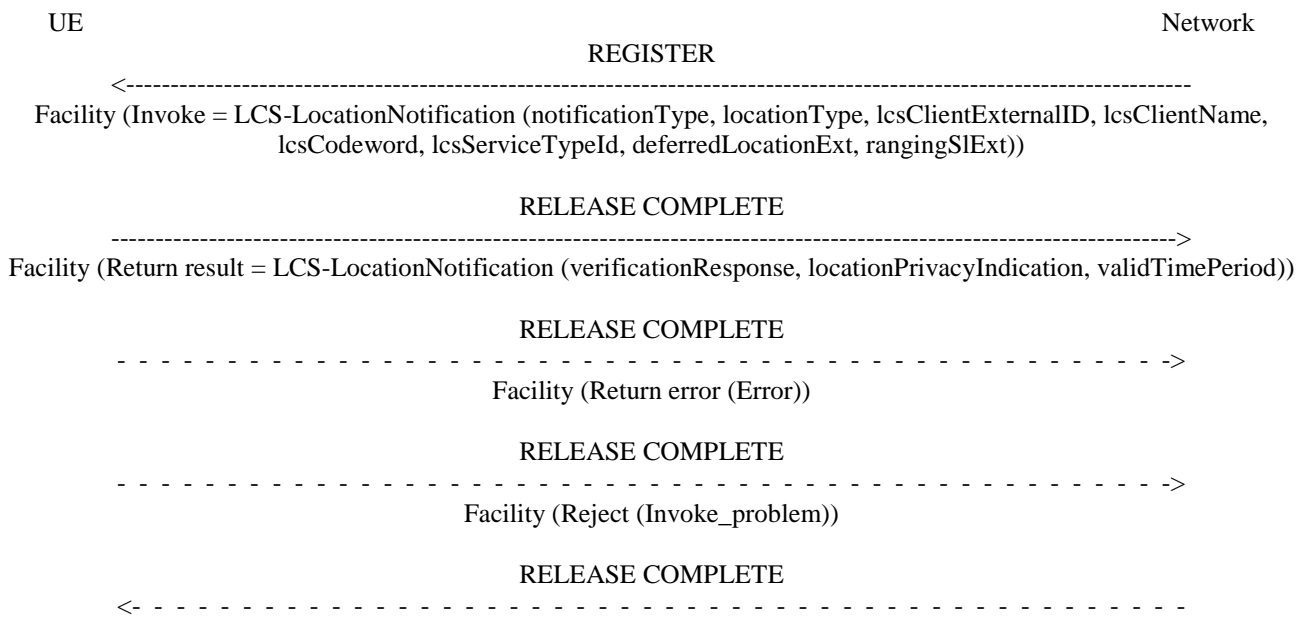 UE Network
REGISTER
<------------------------------------------------------------------------------------------------------------------------
Facility (Invoke = LCS-LocationNotification (notificationType, locationType, lcsClientExternalID, lcsClientName,
lcsCodeword, lcsServiceTypeId, deferredLocationExt, rangingSlExt))
RELEASE COMPLETE
------------------------------------------------------------------------------------------------------------------------>
Facility (Return result = LCS-LocationNotification (verificationResponse, locationPrivacyIndication, validTimePeriod))
RELEASE COMPLETE
- - - - - - - - - - - - - - - - - - - - - - - - - - - - - - - - - - - - - - - - - - - - - - - ->
Facility (Return error (Error))
RELEASE COMPLETE
- - - - - - - - - - - - - - - - - - - - - - - - - - - - - - - - - - - - - - - - - - - - - - - ->
Facility (Reject (Invoke_problem))
RELEASE COMPLETE
<- - - - - - - - - - - - - - - - - - - - - - - - - - - - - - - - - - - - - - - - - - - - - - -